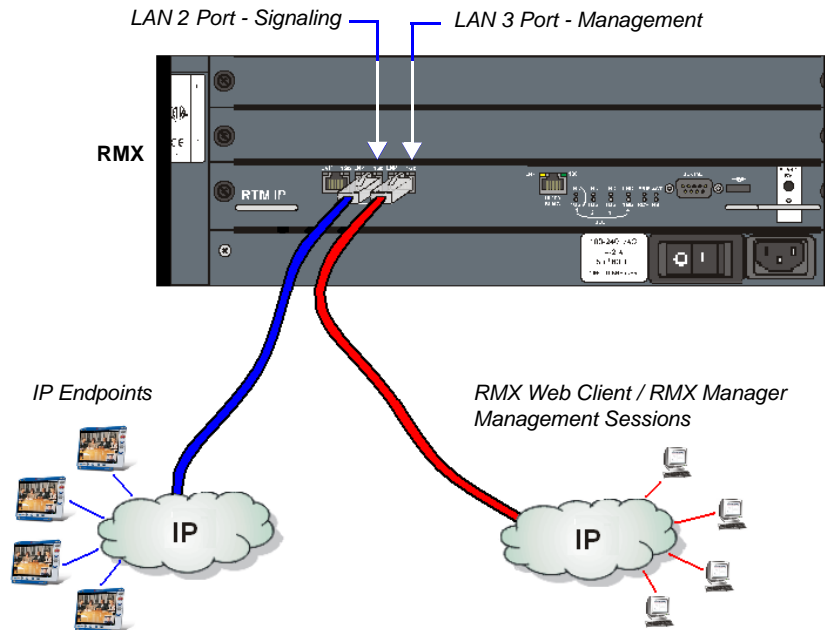 LAN 2 Port - Signaling
LAN 3 Port - Management
RMX
RTM IP
IP Endpoints
RMX Web Client / RMX Manager
Management Sessions
IP
IP